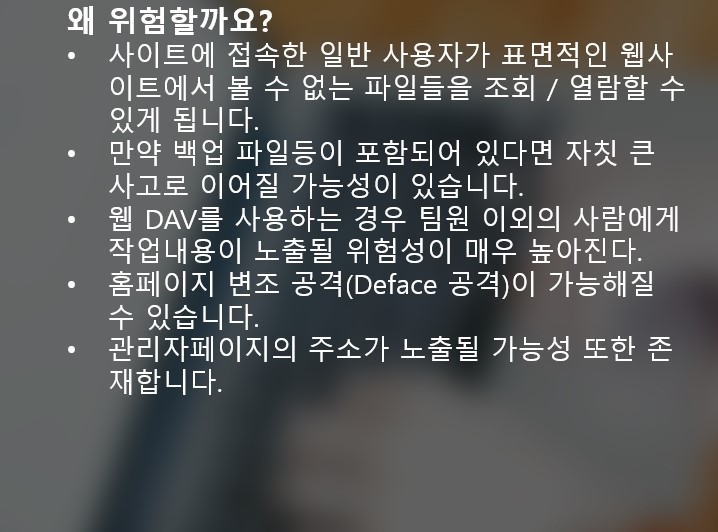 왜 위험할까요?
• 사이트에 접속한 일반 사용자가 표면적인 웹사
이트에서 볼 수 없는 파일들을 조회 / 열람할 수
있게 됩니다.
• 만약 백업 파일등이 포함되어 있다면 자칫 큰
사고로 이어질 가능성이 있습니다.
• 웹 DAV를 사용하는 경우 팀원 이외의 사람에게
작업내용이 노출될 위험성이 매우 높아진다.
• 홈페이지 변조 공격(Deface 공격)이 가능해질
수 있습니다.
• 관리자페이지의 주소가 노출될 가능성 또한 존
재합니다.